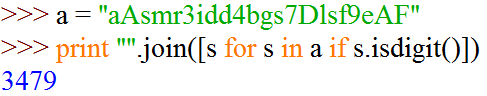 >>> a = "aAsmr3idd4bgs7Dlsf9eAF"
>>> print "".join([s for s in a if s.isdigit()])
3479